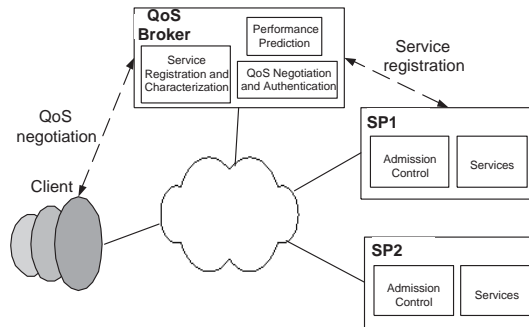 QoS
Broker
Performance
Prediction
Service
Registration and
Characterization
QoS Negotiation
and Authentication
Service
registration
QoS
negotiation
Client
SP1
Admission
Control
Services
SP2
Admission
Control
Services